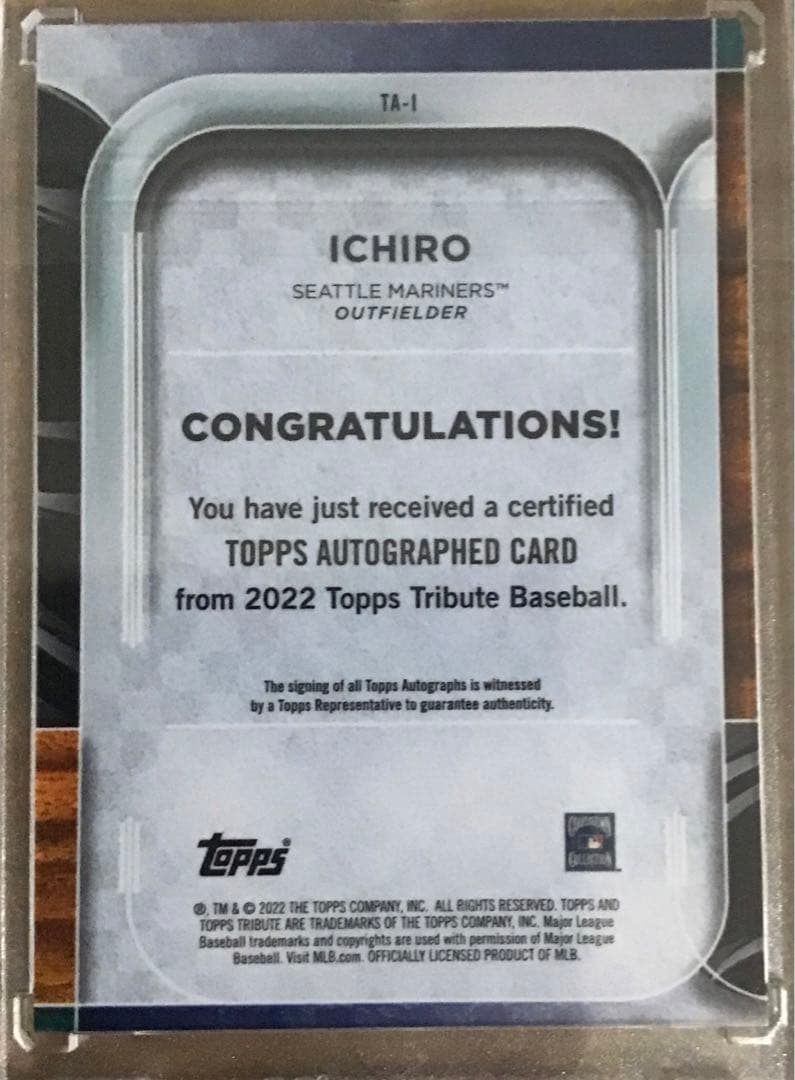 TA-I
ICHIRO
SEATTLE MARINERS™
OUTFIELDER
CONGRATULATIONS!
You have just received a certified
TOPPS AUTOGRAPHED CARD
from 2022 Topps Tribute Baseball.
The signing of all Topps Autographs is witnessed
by a Topps Representative to guarantee authenticity.
topps®
COOPERSTOWN
COLLECTION
®, TM & © 2022 THE TOPPS COMPANY, INC. ALL RIGHTS RESERVED. TOPPS AND
TOPPS TRIBUTE ARE TRADEMARKS OF THE TOPPS COMPANY, INC. Major League
Baseball trademarks and copyrights are used with permission of Major League
Baseball. Visit MLB.com. OFFICIALLY LICENSED PRODUCT OF MLB.